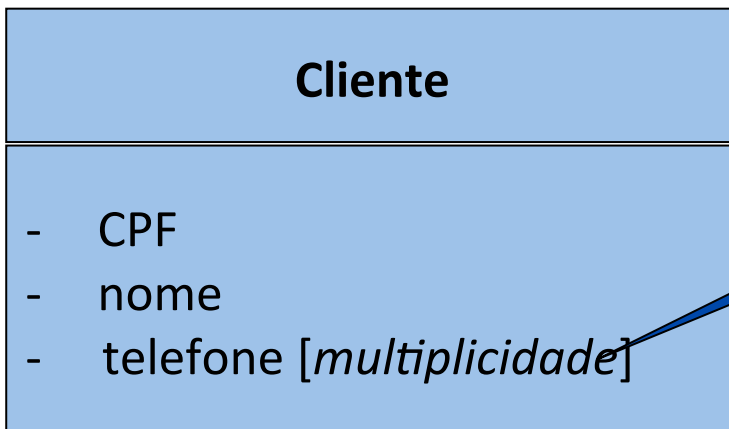 Cliente
- CPF
- nome
- telefone [multiplicidade]